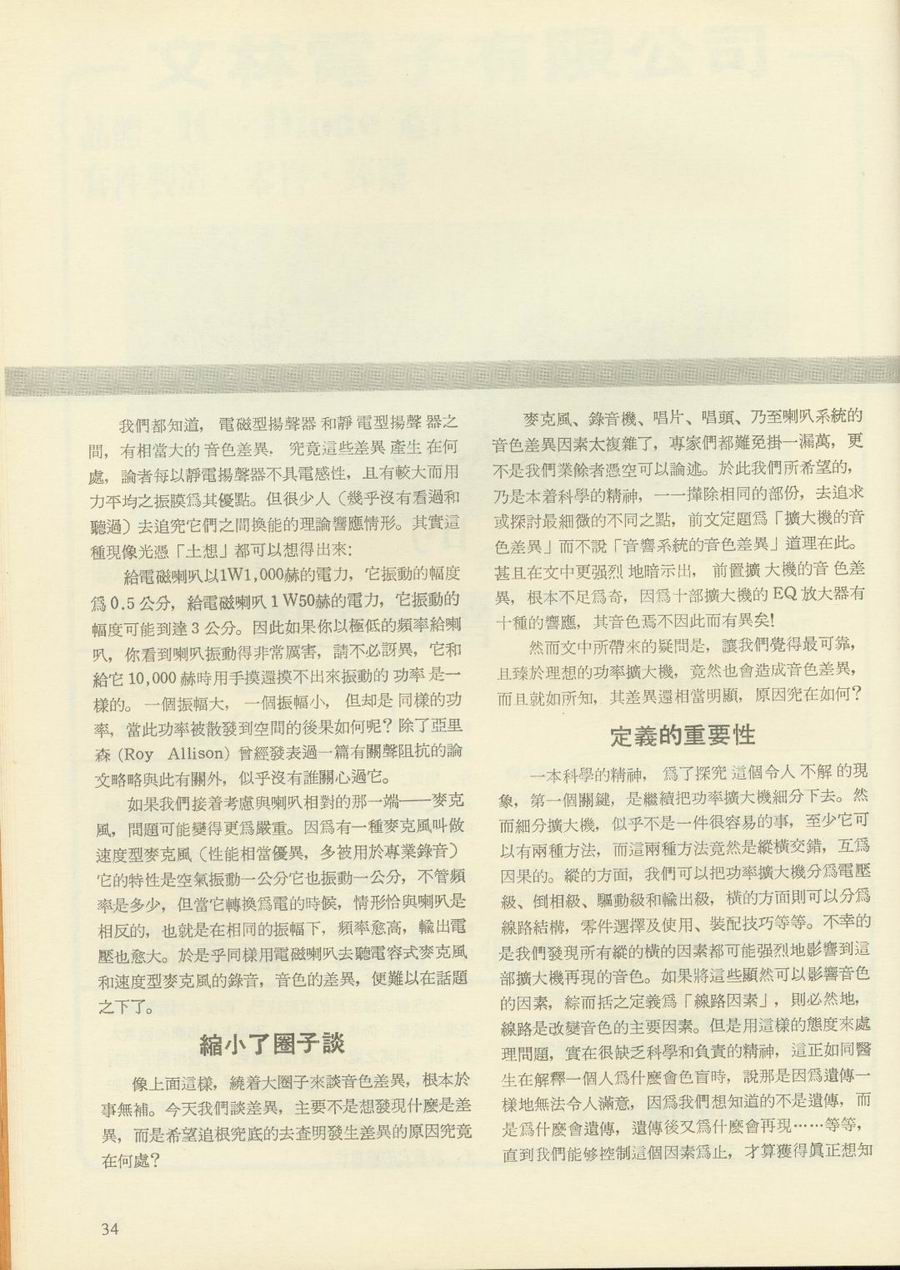 我們都知道，電磁型揚聲器和靜電型揚聲器之
間，有相當大的音色差異，究竟這些差異產生在何
處，論者每以靜電揚聲器不具電感性，且有較大而用
力平均之振膜爲其優點。但很少人（幾乎沒有看過和
聽過）去追究它們之間換能的理論響應情形。其實這
種現像光憑「土想」都可以想得出來：
給電磁喇叭以1W1,000赫的電力，它振動的幅度
爲0.5公分，給電磁喇叭1W50赫的電力，它振動的
幅度可能到達3公分。因此如果你以極低的頻率給喇
叭，你看到喇叭振動得非常厲害，請不必訝異，它和
給它10,000赫時用手摸還摸不出來振動的功率是一
樣的。一個振幅大，一個振幅小，但却是同樣的功
率，當此功率被散發到空間的後果如何呢？除了亞里
森(Roy Allison)曾經發表過一篇有關聲阻抗的論
文略略與此有關外，似乎沒有誰關心過它。
如果我們接着考慮與喇叭相對的那一端——麥克
風，問題可能變得更爲嚴重。因爲有一種麥克風叫做
速度型麥克風（性能相當優異，多被用於專業錄音）
它的特性是空氣振動一公分它也振動一公分，不管頻
率是多少，但當它轉換爲電的時候，情形恰與喇叭是
相反的，也就是在相同的振幅下，頻率愈高，輸出電
壓也愈大。於是乎同樣用電磁喇叭去聽電容式麥克風
和速度型麥克風的錄音，音色的差異，便難以在話題
之下了。
縮小了圈子談
像上面這樣，繞着大圈子來談音色差異，根本於
事無補。今天我們談差異，主要不是想發現什麼是差
異，而是希望追根究底的去查明發生差異的原因究竟
在何處？
麥克風、錄音機、唱片、唱頭、乃至喇叭系統的
音色差異因素太複雜了，專家們都難免掛一漏萬，更
不是我們業餘者憑空可以論述。於此我們所希望的，
乃是本着科學的精神，一一撐除相同的部份，去追求
或探討最細微的不同之點，前文定題爲「擴大機的音
色差異」而不說「音響系統的音色差異」道理在此。
甚且在文中更强烈地暗示出，前置擴大機的音色差
異，根本不足爲奇，因爲十部擴大機的EQ放大器有
十種的響應，其音色焉不因此而有異矣！
然而文中所帶來的疑問是，讓我們覺得最可靠，
且臻於理想的功率擴大機，竟然也會造成音色差異，
而且就如所知，其差異還相當明顯，原因究在如何？
定義的重要性
一本科學的精神，爲了探究這個令人不解的現
象，第一個關鍵，是繼續把功率擴大機細分下去。然
而細分擴大機，似乎不是一件很容易的事，至少它可
以有兩種方法，而這兩種方法竟然是縱橫交錯，互爲
因果的。縱的方面，我們可以把功率擴大機分爲電壓
級、倒相級、驅動級和輸出級，橫的方面則可以分爲
線路結構，零件選擇及使用、裝配技巧等等。不幸的
是我們發現所有縱的橫的因素都可能强烈地影響到這
部擴大機再現的音色。如果將這些顯然可以影響音色
的因素，綜而括之定義爲「線路因素」，則必然地，
線路是改變音色的主要因素。但是用這樣的態度來處
理問題，實在很缺乏科學和負責的精神，這正如同醫
生在解釋一個人爲什麼會色盲時，說那是因爲遺傳一
樣地無法令人滿意，因爲我們想知道的不是遺傳，而
是爲什麼會遺傳，遺傳後又爲什麼會再現……等等，
直到我們能够控制這個因素爲止，才算獲得眞正想知
34